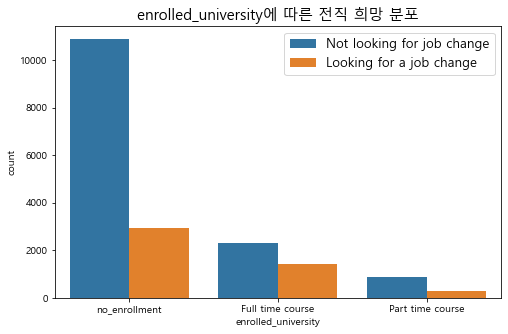 enrolled_university에 따른 전직 희망 분포
Not looking for job change
Looking for a job change
10000
8000
6000
4000
2000
0
count
no_enrollment
Full time course
Part time course
enrolled_university